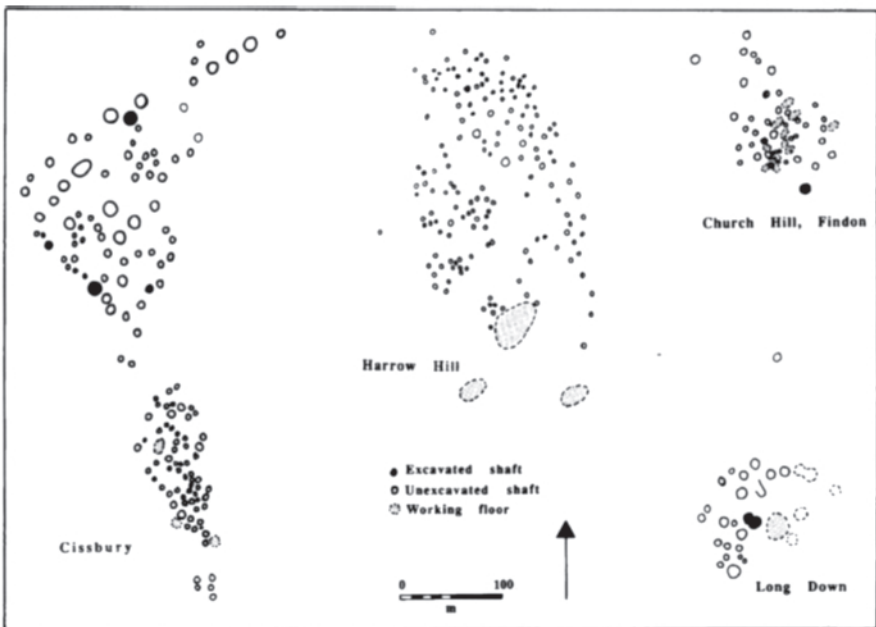 Church Hill, Findon
Harrow Hill
Excavated shaft
Unexcavated shaft
Working floor
Cissbury
0 100
m
Long Down